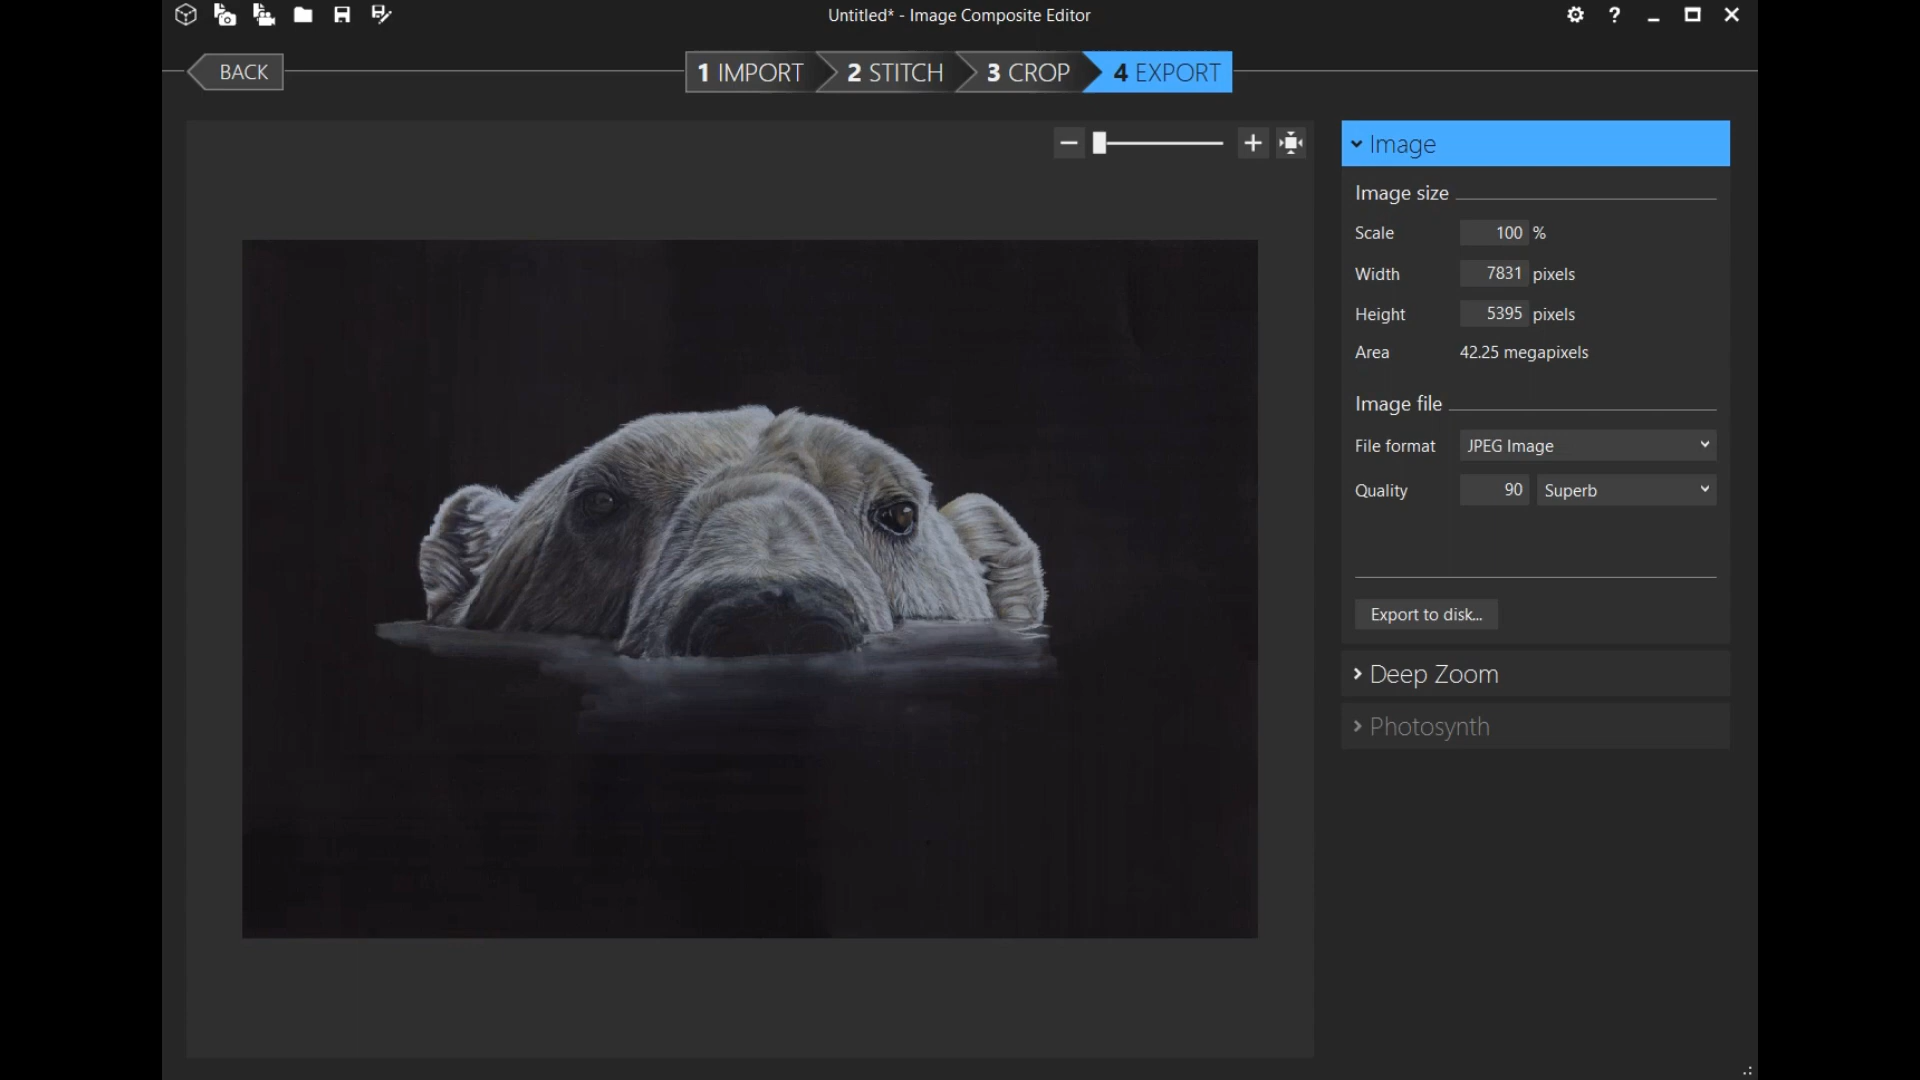 Untitled* - Image Composite Editor
?
BACK
1 IMPORT
2 STITCH
3 CROP
4 EXPORT
Image
Image size
Scale 100 %
Width 7831 pixels
Height 5395 pixels
Area 42.25 megapixels
Image file
File format JPEG Image
Quality 90 Superb
Export to disk...
Deep Zoom
Photosynth